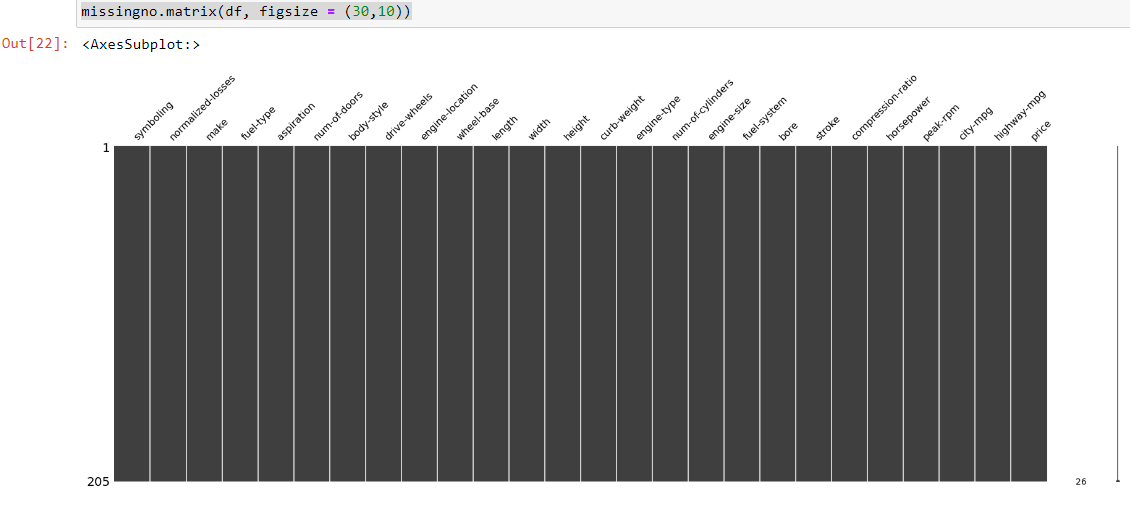 missingno.matrix(df, figsize = (30,10))
Out[22]: <AxesSubplot:>
symboling
normalized-losses
make
fuel-type
aspiration
num-of-doors
body-style
drive-wheels
engine-location
wheel-base
length
width
height
curb-weight
engine-type
num-of-cylinders
engine-size
fuel-system
bore
stroke
compression-ratio
horsepower
peak-rpm
city-mpg
highway-mpg
price
1
205
26